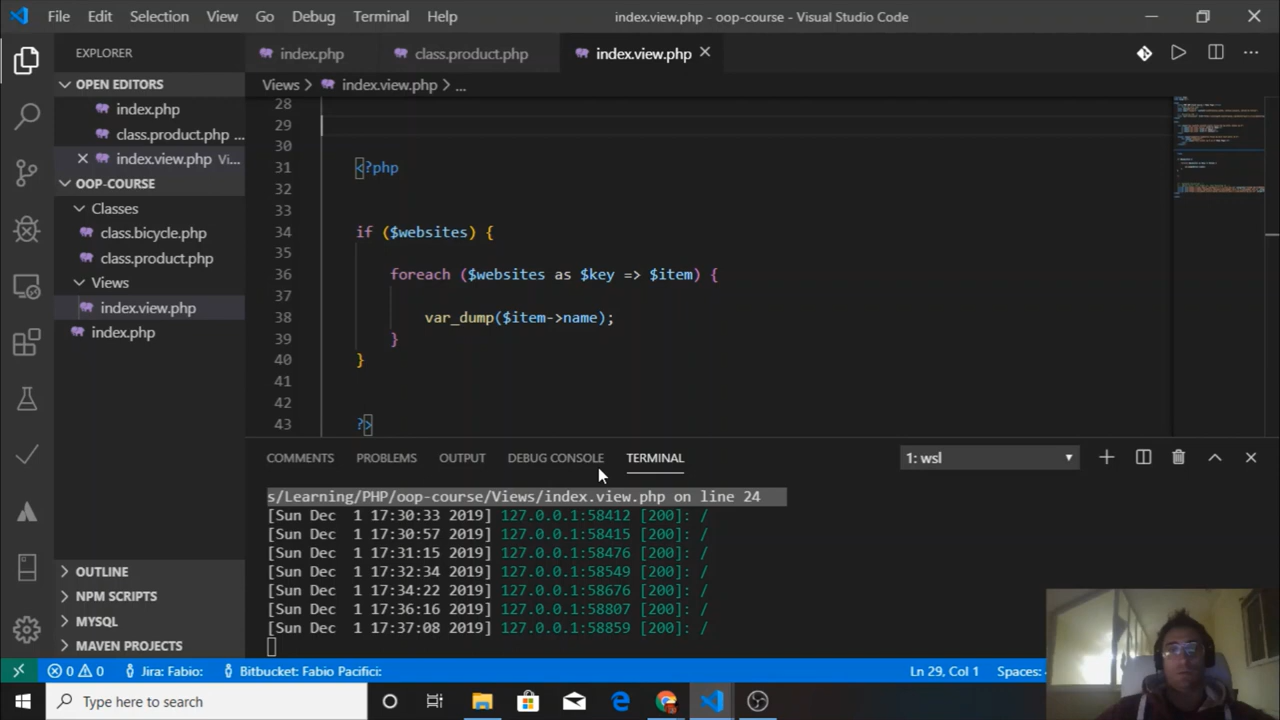 File Edit Selection View Go Debug Terminal Help index.view.php - oop-course - Visual Studio Code
EXPLORER
index.php class.product.php index.view.php
OPEN EDITORS
index.php
class.product.php ...
index.view.php Vi...
OOP-COURSE
Classes
class.bicycle.php
class.product.php
Views
index.view.php
index.php
OUTLINE
NPM SCRIPTS
MYSQL
MAVEN PROJECTS
Views > index.view.php > ...
28
29
30
31 <?php
32
33
34 if ($websites) {
35
36 foreach ($websites as $key => $item) {
37
38 var_dump($item->name);
39 }
40 }
41
42
43 ?>
COMMENTS PROBLEMS OUTPUT DEBUG CONSOLE TERMINAL 1: wsl
s/Learning/PHP/oop-course/Views/index.view.php on line 24
[Sun Dec  1 17:30:33 2019] 127.0.0.1:58412 [200]: /
[Sun Dec  1 17:30:57 2019] 127.0.0.1:58415 [200]: /
[Sun Dec  1 17:31:15 2019] 127.0.0.1:58476 [200]: /
[Sun Dec  1 17:32:34 2019] 127.0.0.1:58549 [200]: /
[Sun Dec  1 17:34:22 2019] 127.0.0.1:58676 [200]: /
[Sun Dec  1 17:36:16 2019] 127.0.0.1:58807 [200]: /
[Sun Dec  1 17:37:08 2019] 127.0.0.1:58859 [200]: /
0 0 Jira: Fabio: Bitbucket: Fabio Pacifici: Ln 29, Col 1 Spaces:
Type here to search